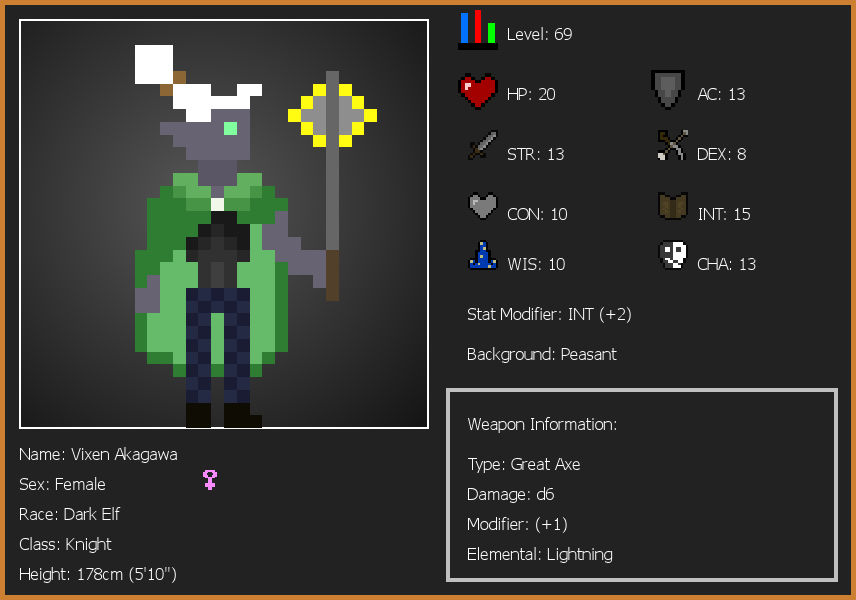 Level: 69
HP: 20
AC: 13
STR: 13
DEX: 8
CON: 10
INT: 15
WIS: 10
CHA: 13
Stat Modifier: INT (+2)
Background: Peasant
Weapon Information:
Type: Great Axe
Damage: d6
Modifier: (+1)
Elemental: Lightning
Name: Vixen Akagawa
Sex: Female
Race: Dark Elf
Class: Knight
Height: 178cm (5'10")